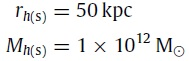 r_{h(s)} = 50 kpc
M_{h(s)} = 1 × 10^{12} M_⊙